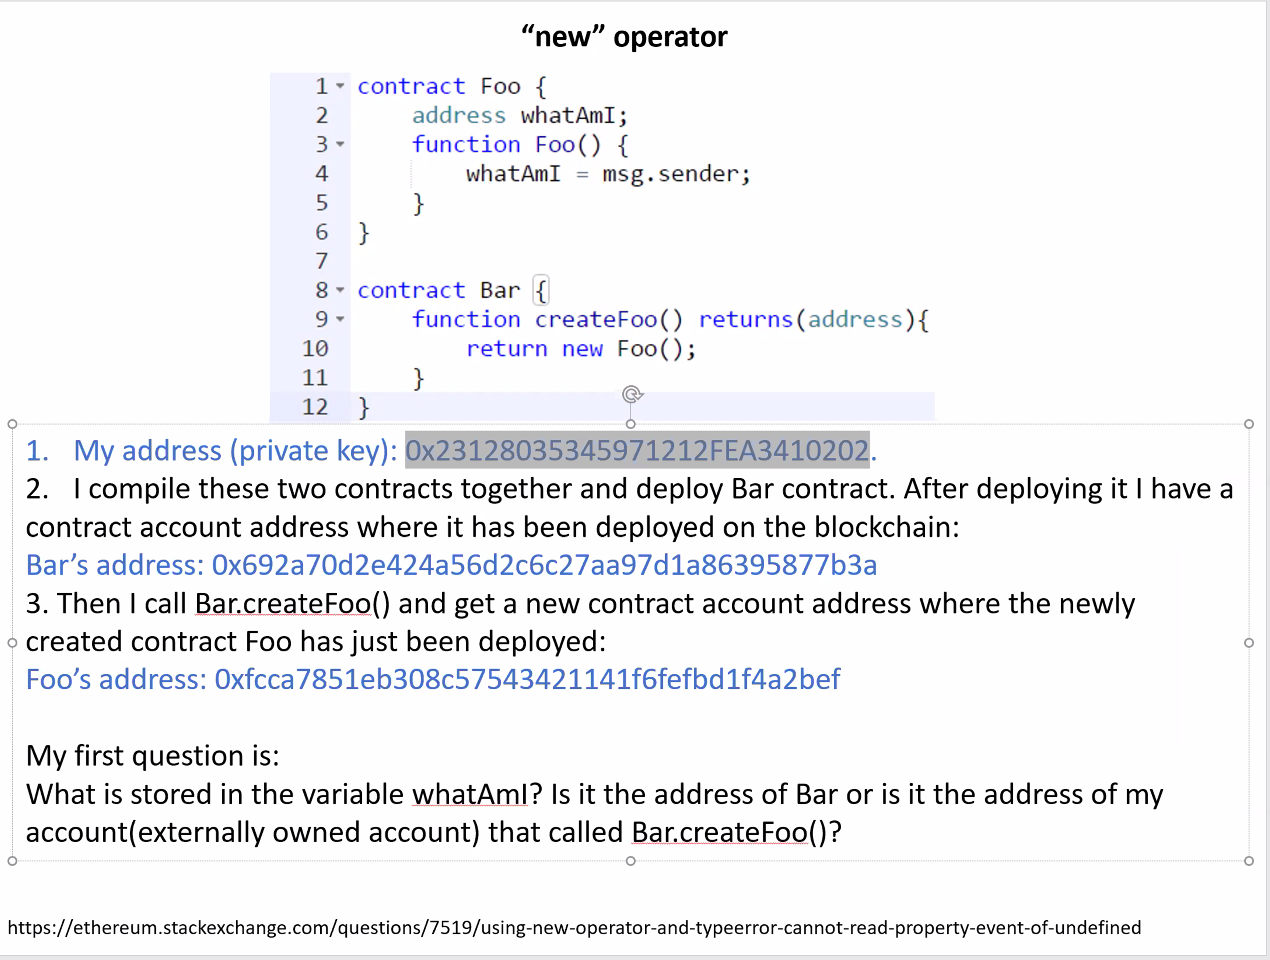 “new” operator
1 contract Foo {
2 address whatAmI;
3 function Foo() {
4 whatAmI = msg.sender;
5 }
6 }
7
8 contract Bar {
9 function createFoo() returns(address){
10 return new Foo();
11 }
12 }
1. My address (private key): 0x23128035345971212FEA3410202.
2. I compile these two contracts together and deploy Bar contract. After deploying it I have a
contract account address where it has been deployed on the blockchain:
Bar’s address: 0x692a70d2e424a56d2c6c27aa97d1a86395877b3a
3. Then I call Bar.createFoo() and get a new contract account address where the newly
created contract Foo has just been deployed:
Foo’s address: 0xfcca7851eb308c57543421141f6fefbd1f4a2bef
My first question is:
What is stored in the variable whatAmI? Is it the address of Bar or is it the address of my
account(externally owned account) that called Bar.createFoo()?
https://ethereum.stackexchange.com/questions/7519/using-new-operator-and-typeerror-cannot-read-property-event-of-undefined